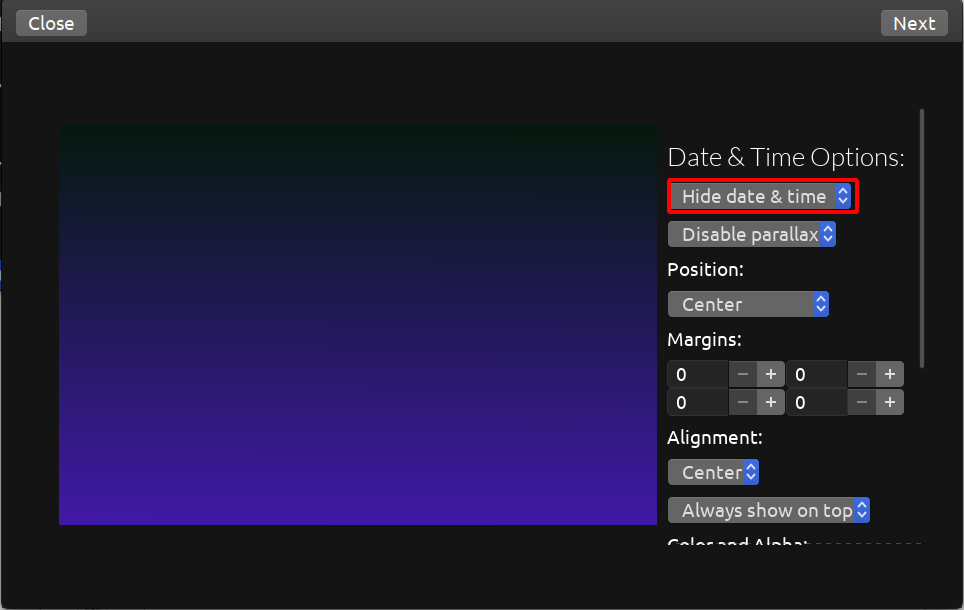 Close Next
Date & Time Options:
Hide date & time
Disable parallax
Position:
Center
Margins:
0 − + 0 − +
0 − + 0 − +
Alignment:
Center
Always show on top
Color and Alpha: